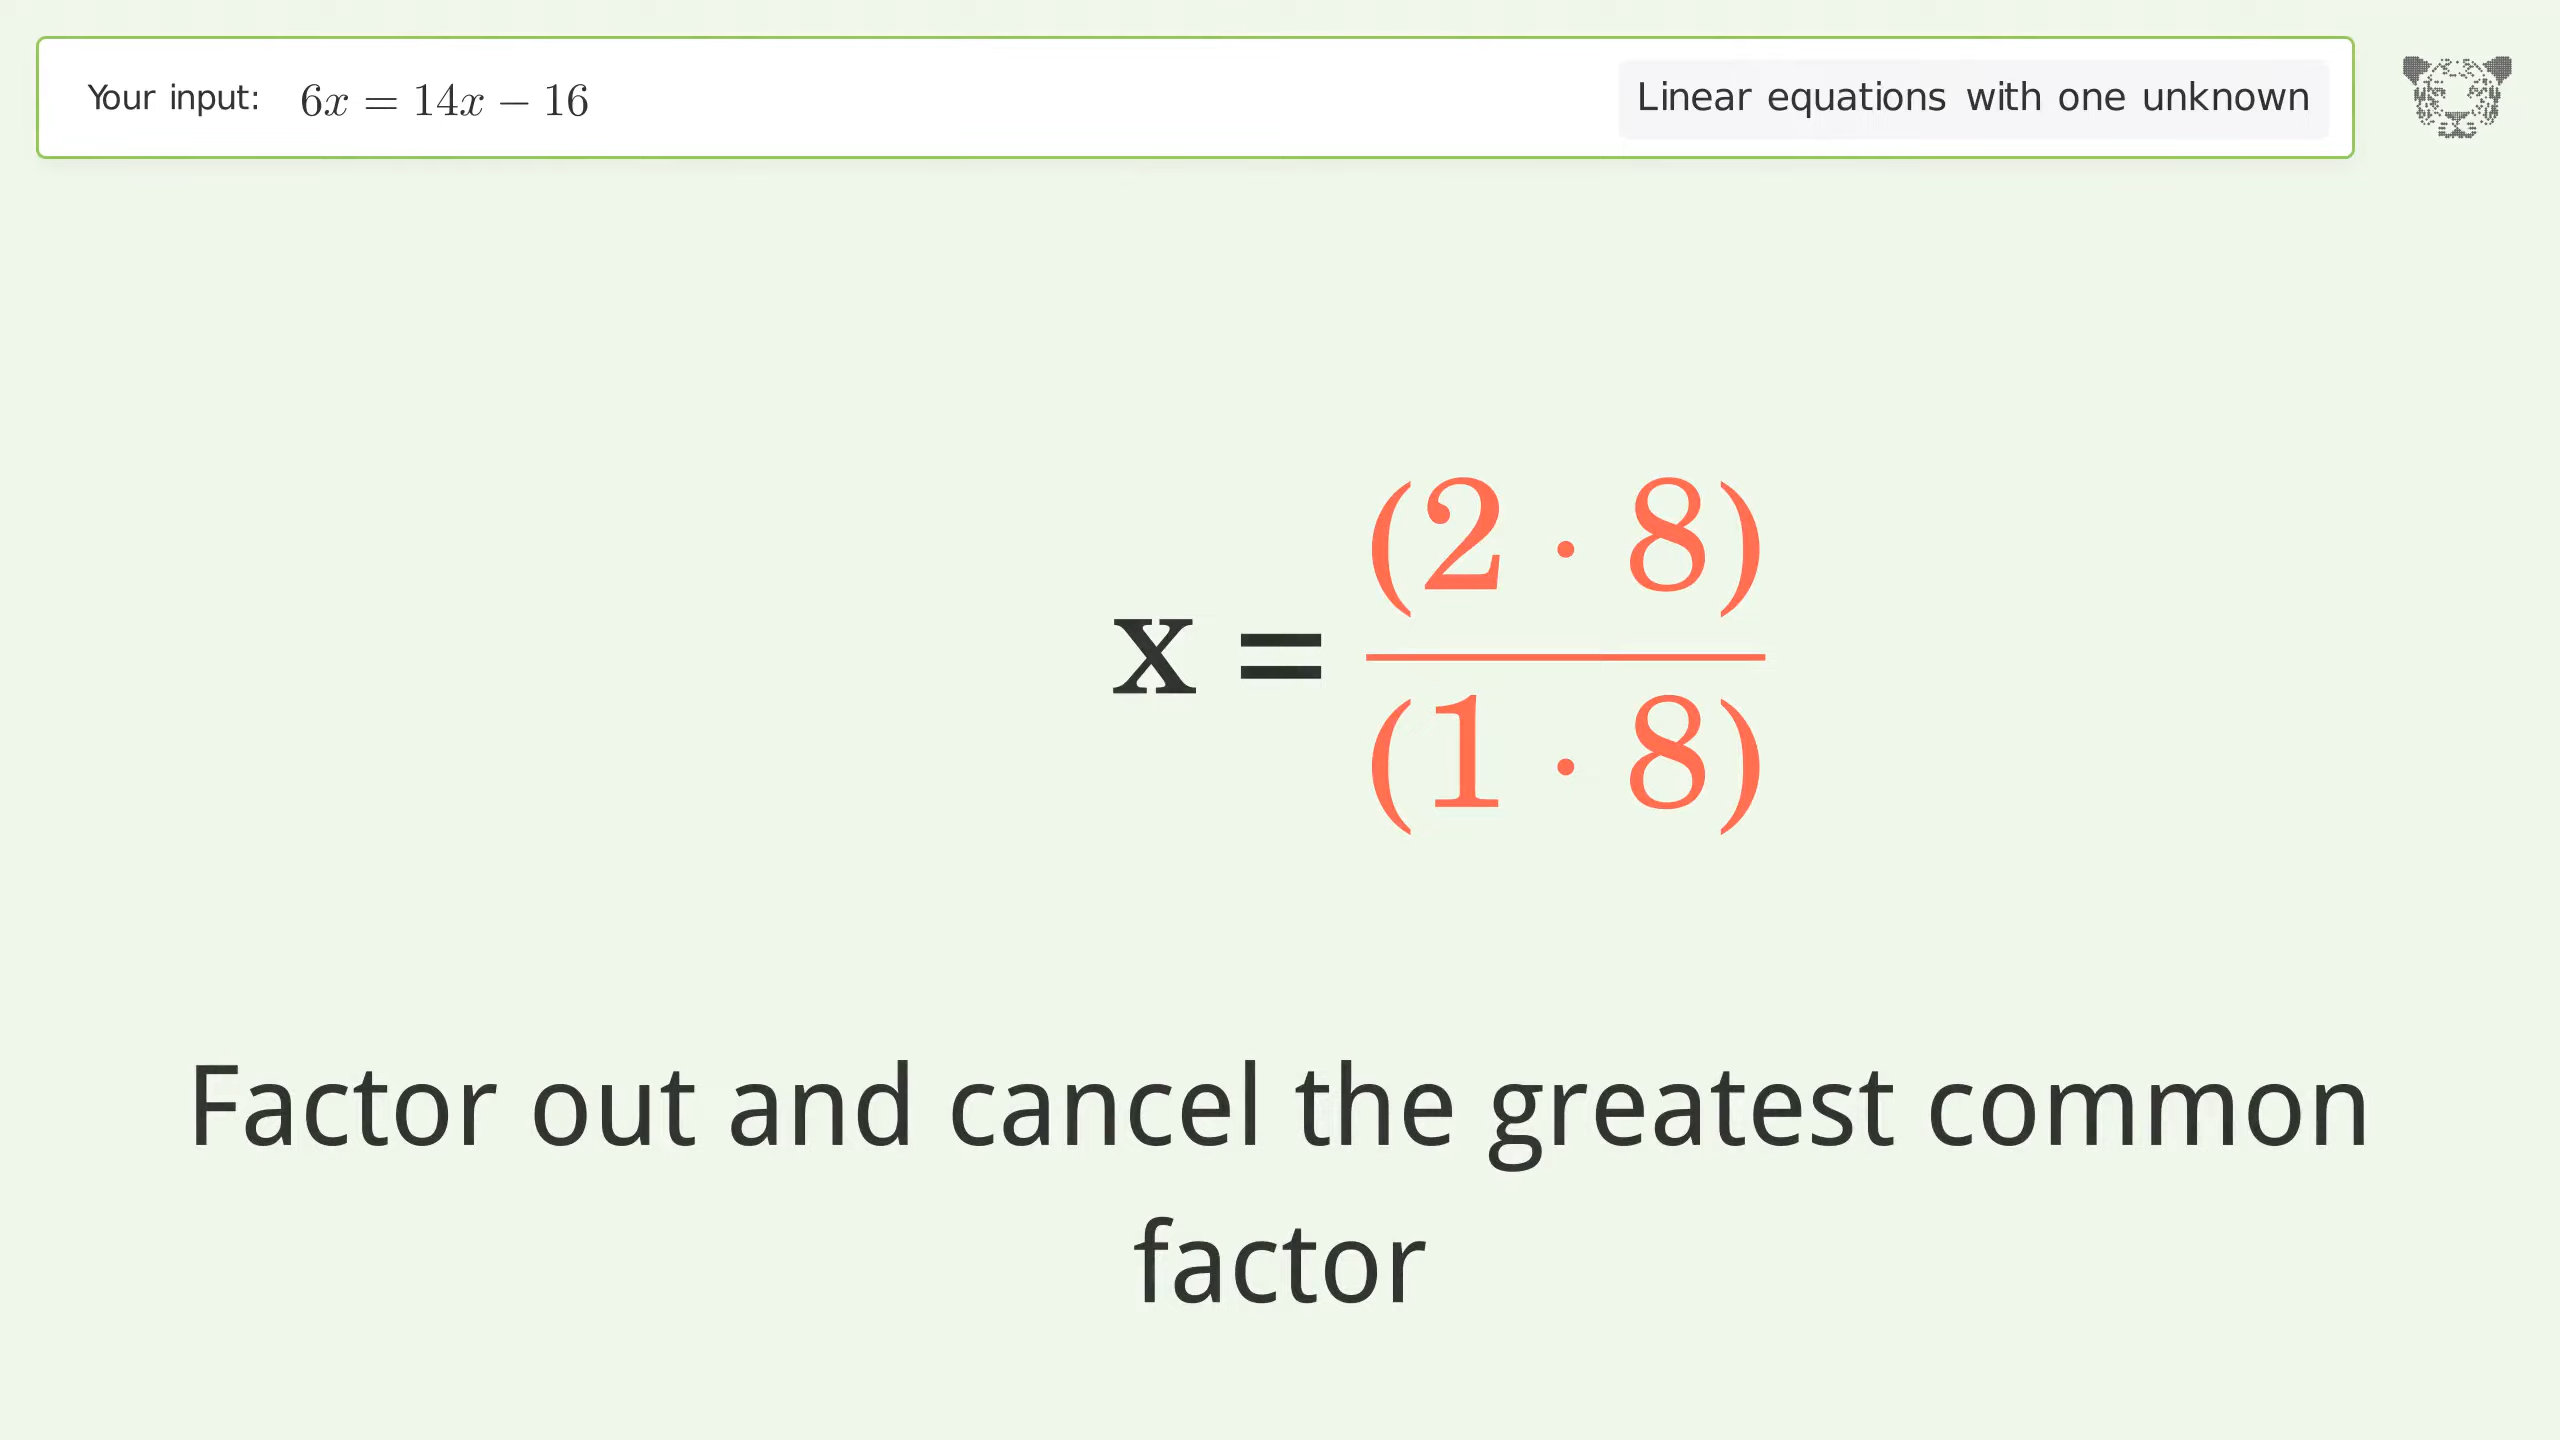 Your input: 6x = 14x − 16
Linear equations with one unknown
x = (2 · 8) / (1 · 8)
Factor out and cancel the greatest common
factor